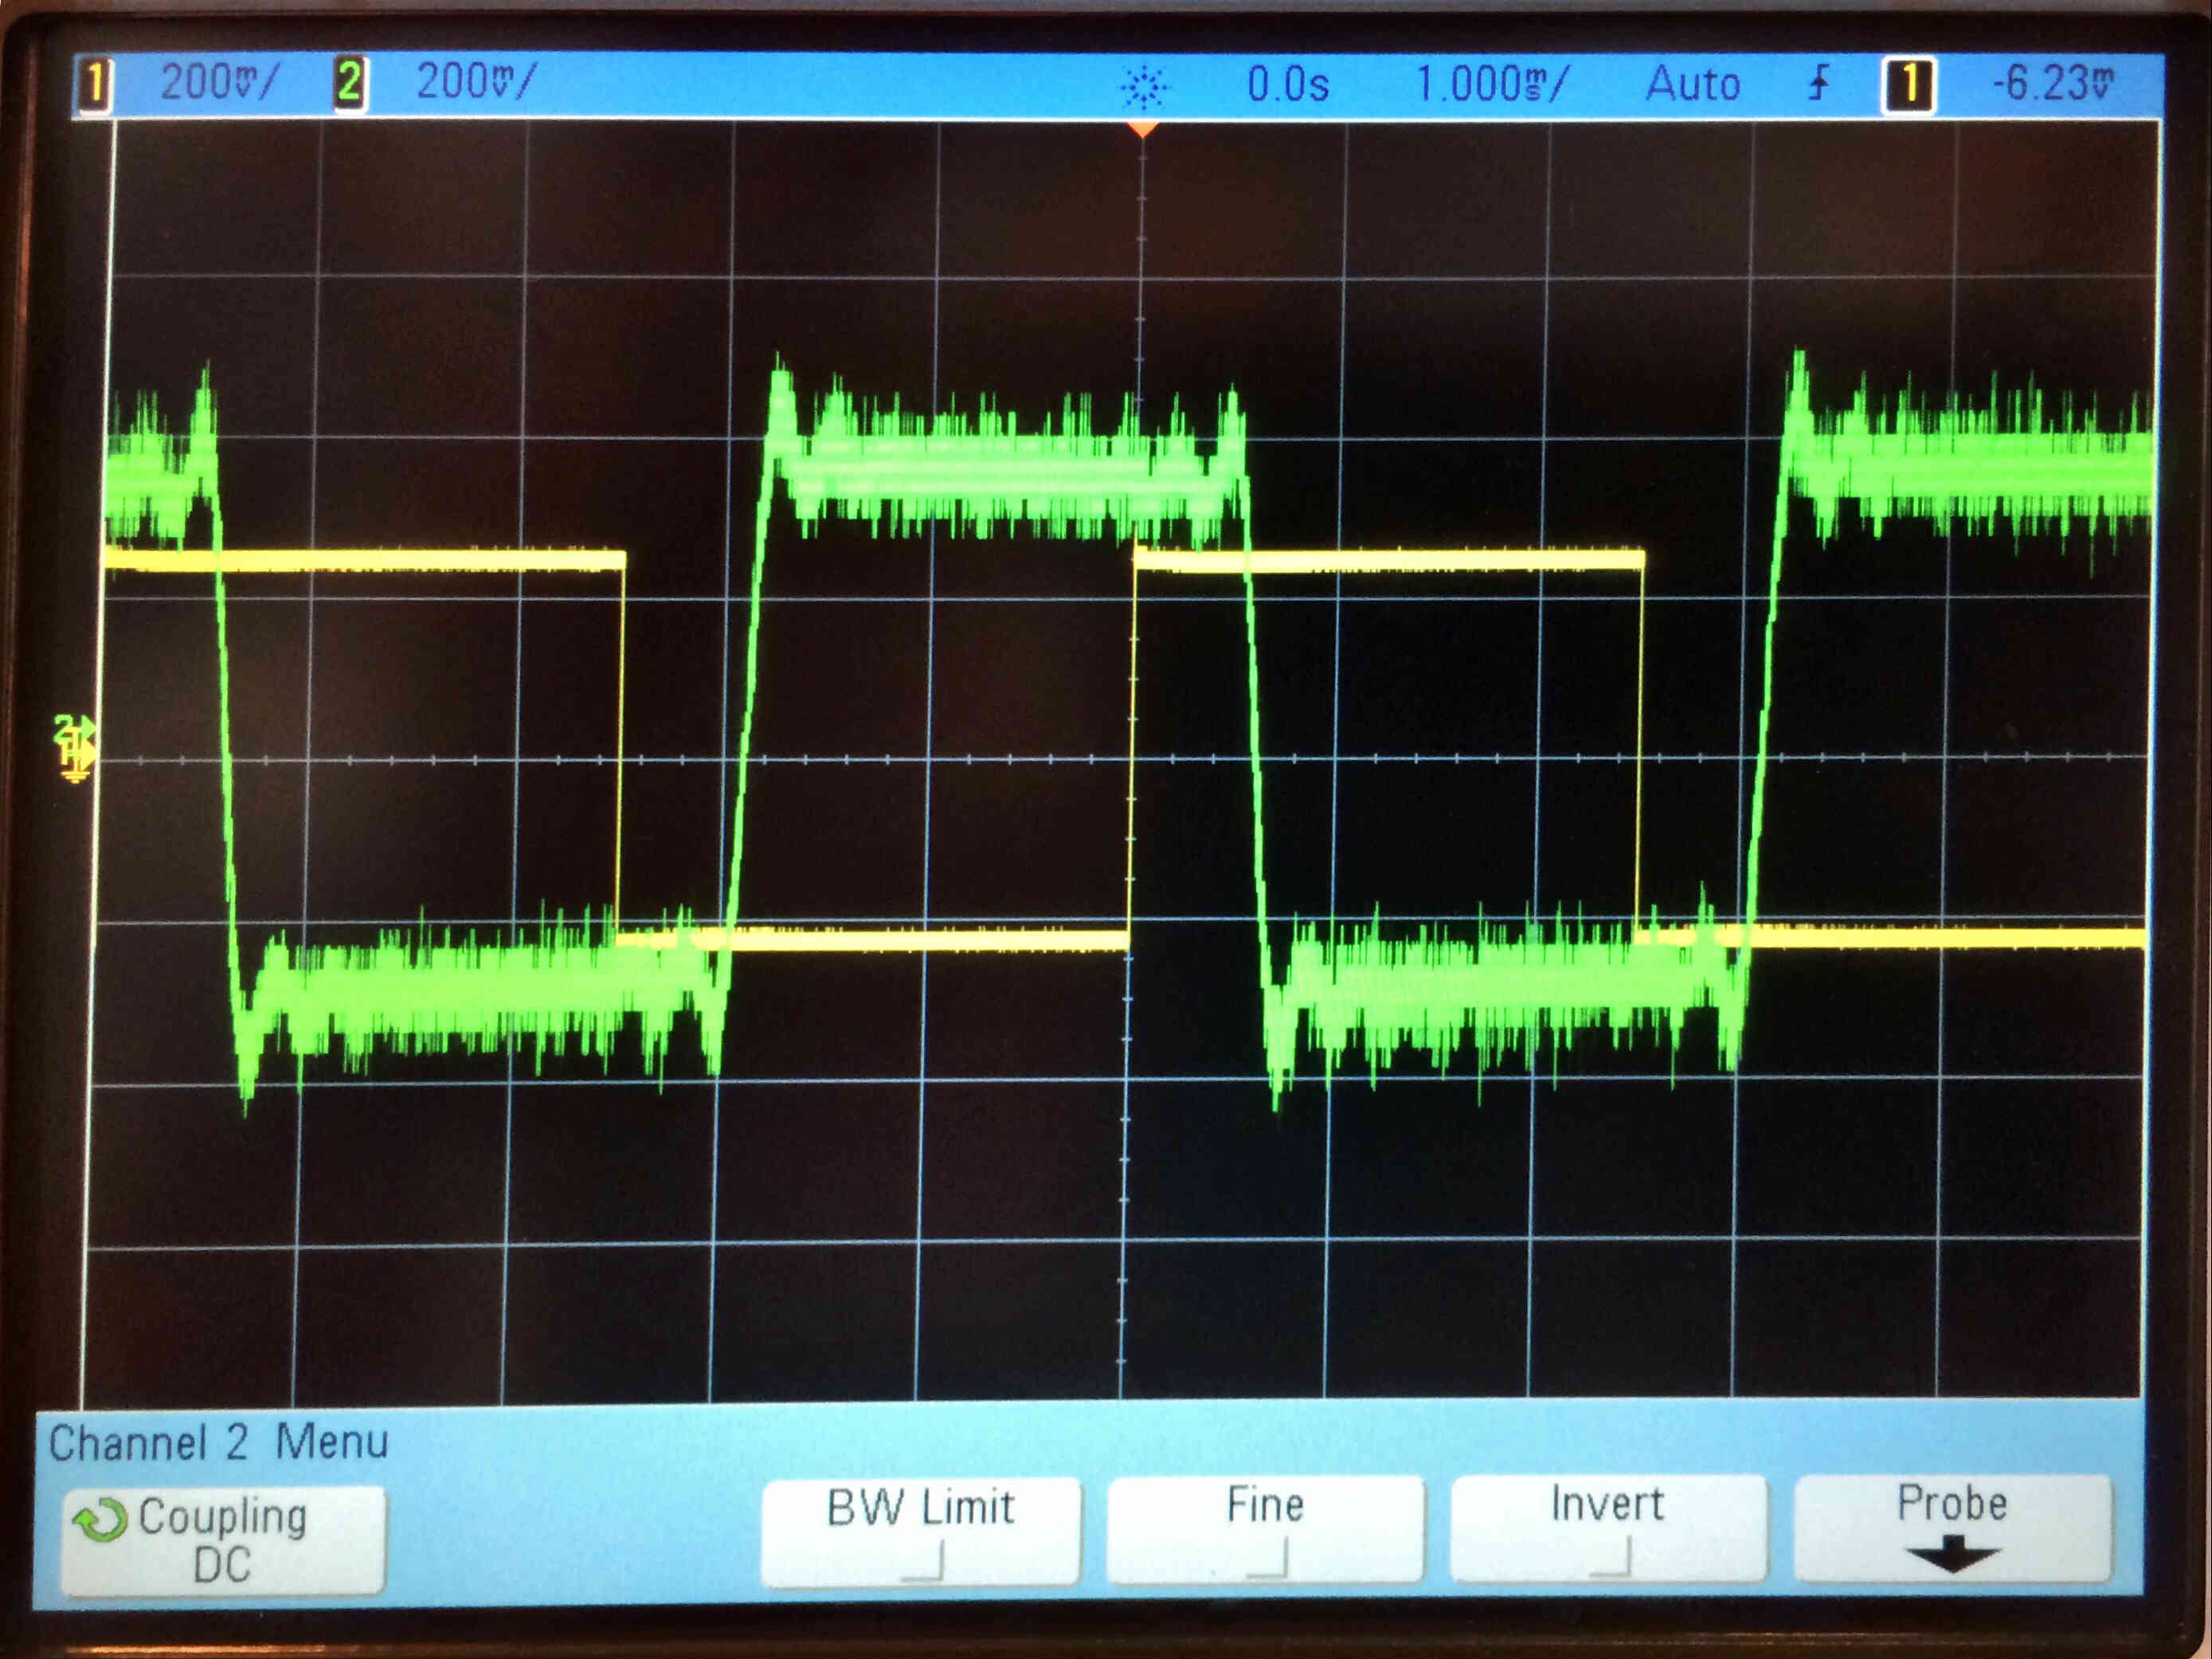 1 200mV/ 2 200mV/ 0.0s 1.000ms/ Auto 1 -6.23mV
2
Channel 2 Menu
Coupling
DC
BW Limit
Fine
Invert
Probe